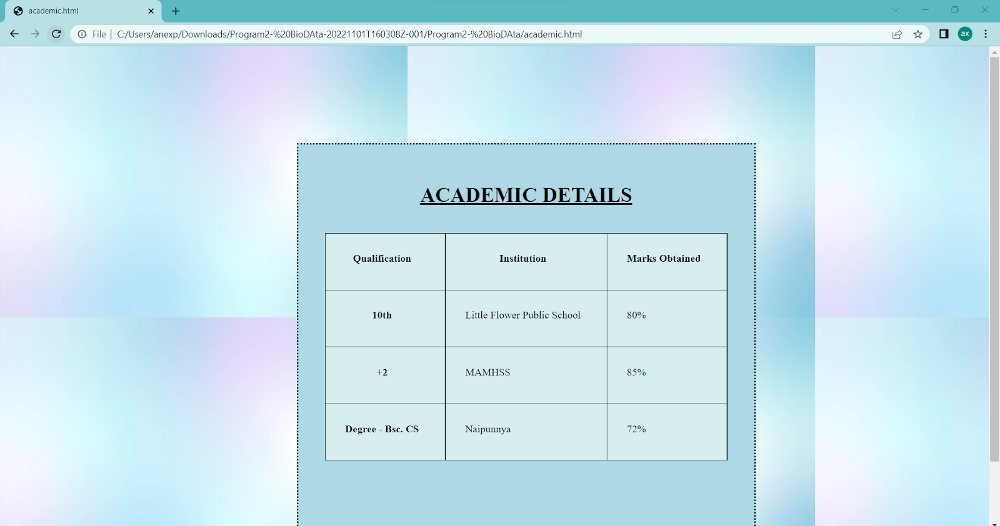 academic.html
File | C:/Users/anexp/Downloads/Program2-%20BioDAta-20221101T160308Z-001/Program2-%20BioDAta/academic.html
ax
ACADEMIC DETAILS
Qualification Institution Marks Obtained
10th Little Flower Public School 80%
+2 MAMHSS 85%
Degree - Bsc. CS Naipunnya 72%